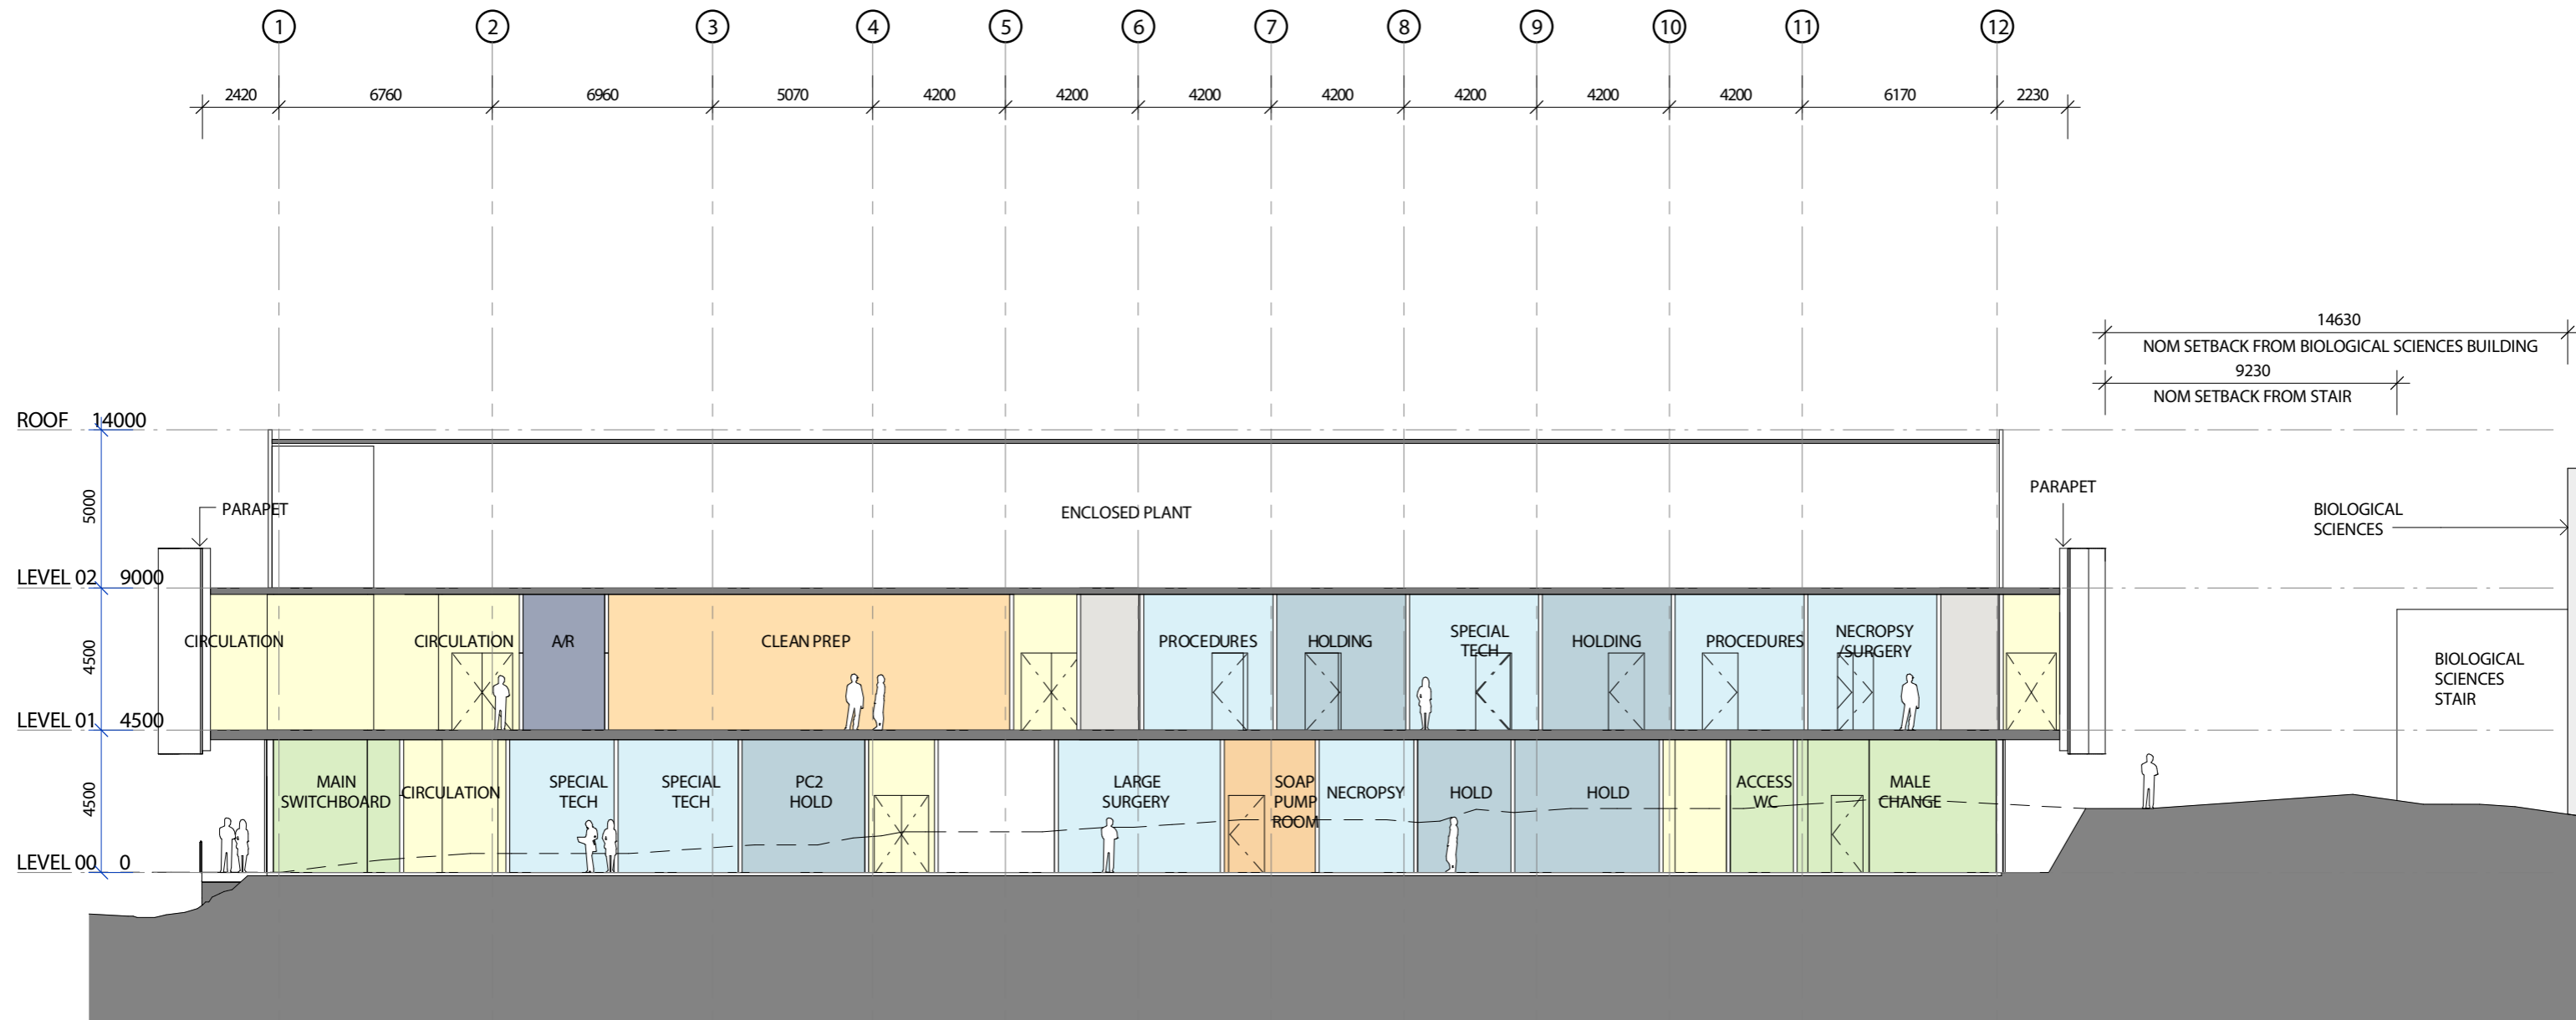 1 2 3 4 5 6 7 8 9 10 11 12
2420 6760 6960 5070 4200 4200 4200 4200 4200 4200 4200 6170 2230
14630
NOM SETBACK FROM BIOLOGICAL SCIENCES BUILDING
9230
NOM SETBACK FROM STAIR
ROOF 14000
5000
PARAPET
ENCLOSED PLANT
PARAPET
BIOLOGICAL
SCIENCES
LEVEL 02 9000
4500
CIRCULATION
CIRCULATION
A/R
CLEAN PREP
PROCEDURES
HOLDING
SPECIAL
TECH
HOLDING
PROCEDURES
NECROPSY
/SURGERY
BIOLOGICAL
SCIENCES
STAIR
LEVEL 01 4500
4500
MAIN
SWITCHBOARD
CIRCULATION
SPECIAL
TECH
SPECIAL
TECH
PC2
HOLD
LARGE
SURGERY
SOAP
PUMP
ROOM
NECROPSY
HOLD
HOLD
ACCESS
WC
MALE
CHANGE
LEVEL 00 0